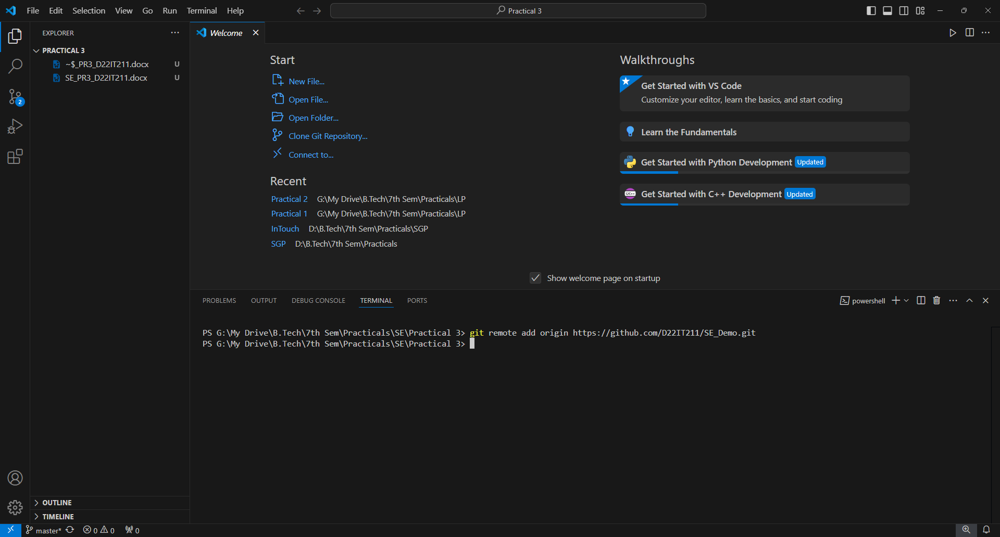 File Edit Selection View Go Run Terminal Help
Practical 3
EXPLORER
PRACTICAL 3
~$_PR3_D22IT211.docx U
SE_PR3_D22IT211.docx U
2
Welcome
Start
New File...
Open File...
Open Folder...
Clone Git Repository...
Connect to...
Recent
Practical 2 G:\My Drive\B.Tech\7th Sem\Practicals\LP
Practical 1 G:\My Drive\B.Tech\7th Sem\Practicals\LP
InTouch D:\B.Tech\7th Sem\Practicals\SGP
SGP D:\B.Tech\7th Sem\Practicals
Walkthroughs
Get Started with VS Code
Customize your editor, learn the basics, and start coding
Learn the Fundamentals
Get Started with Python Development Updated
C/C++ Get Started with C++ Development Updated
Show welcome page on startup
PROBLEMS OUTPUT DEBUG CONSOLE TERMINAL PORTS
powershell
PS G:\My Drive\B.Tech\7th Sem\Practicals\SE\Practical 3> git remote add origin https://github.com/D22IT211/SE_Demo.git
PS G:\My Drive\B.Tech\7th Sem\Practicals\SE\Practical 3>
OUTLINE
TIMELINE
master* 0 0 0